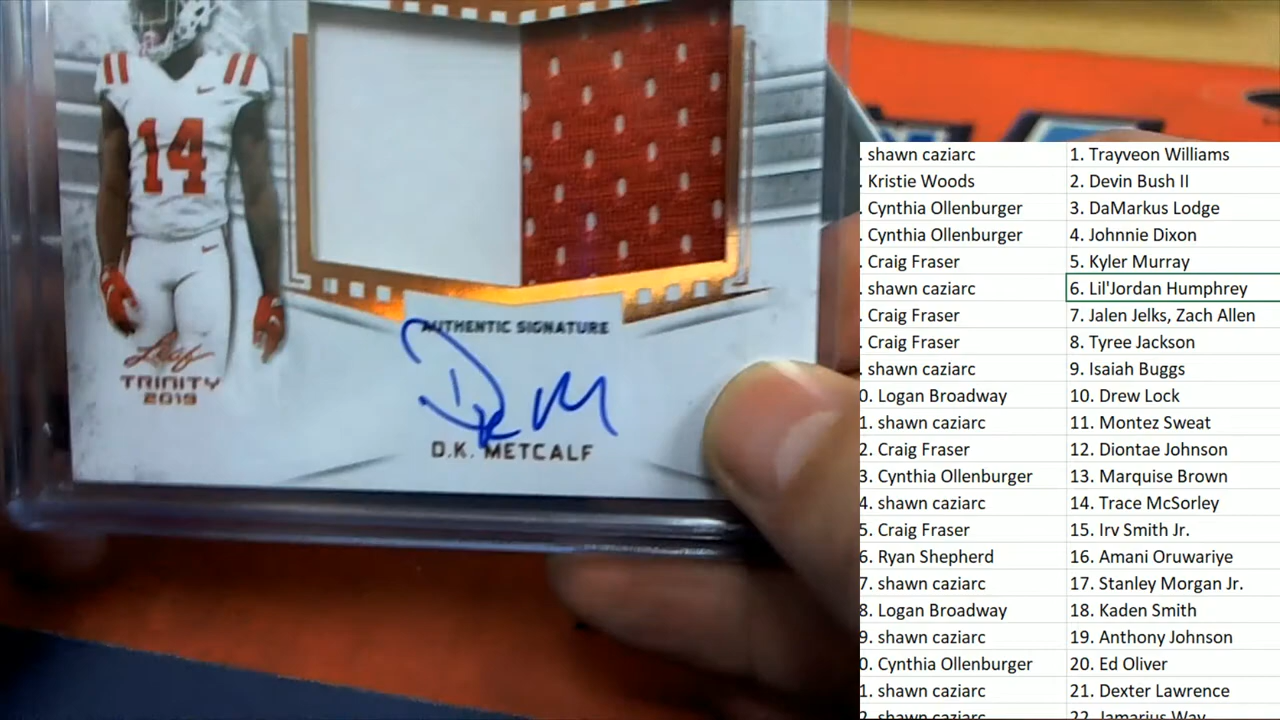 14
Leaf
TRINITY
2019
AUTHENTIC SIGNATURE
D.K. METCALF
. shawn caziarc 1. Trayveon Williams
. Kristie Woods 2. Devin Bush II
. Cynthia Ollenburger 3. DaMarkus Lodge
. Cynthia Ollenburger 4. Johnnie Dixon
. Craig Fraser 5. Kyler Murray
. shawn caziarc 6. Lil'Jordan Humphrey
. Craig Fraser 7. Jalen Jelks, Zach Allen
. Craig Fraser 8. Tyree Jackson
. shawn caziarc 9. Isaiah Buggs
0. Logan Broadway 10. Drew Lock
1. shawn caziarc 11. Montez Sweat
2. Craig Fraser 12. Diontae Johnson
3. Cynthia Ollenburger 13. Marquise Brown
4. shawn caziarc 14. Trace McSorley
5. Craig Fraser 15. Irv Smith Jr.
6. Ryan Shepherd 16. Amani Oruwariye
7. shawn caziarc 17. Stanley Morgan Jr.
8. Logan Broadway 18. Kaden Smith
9. shawn caziarc 19. Anthony Johnson
0. Cynthia Ollenburger 20. Ed Oliver
1. shawn caziarc 21. Dexter Lawrence
2. shawn caziarc 22. Jamarius Way